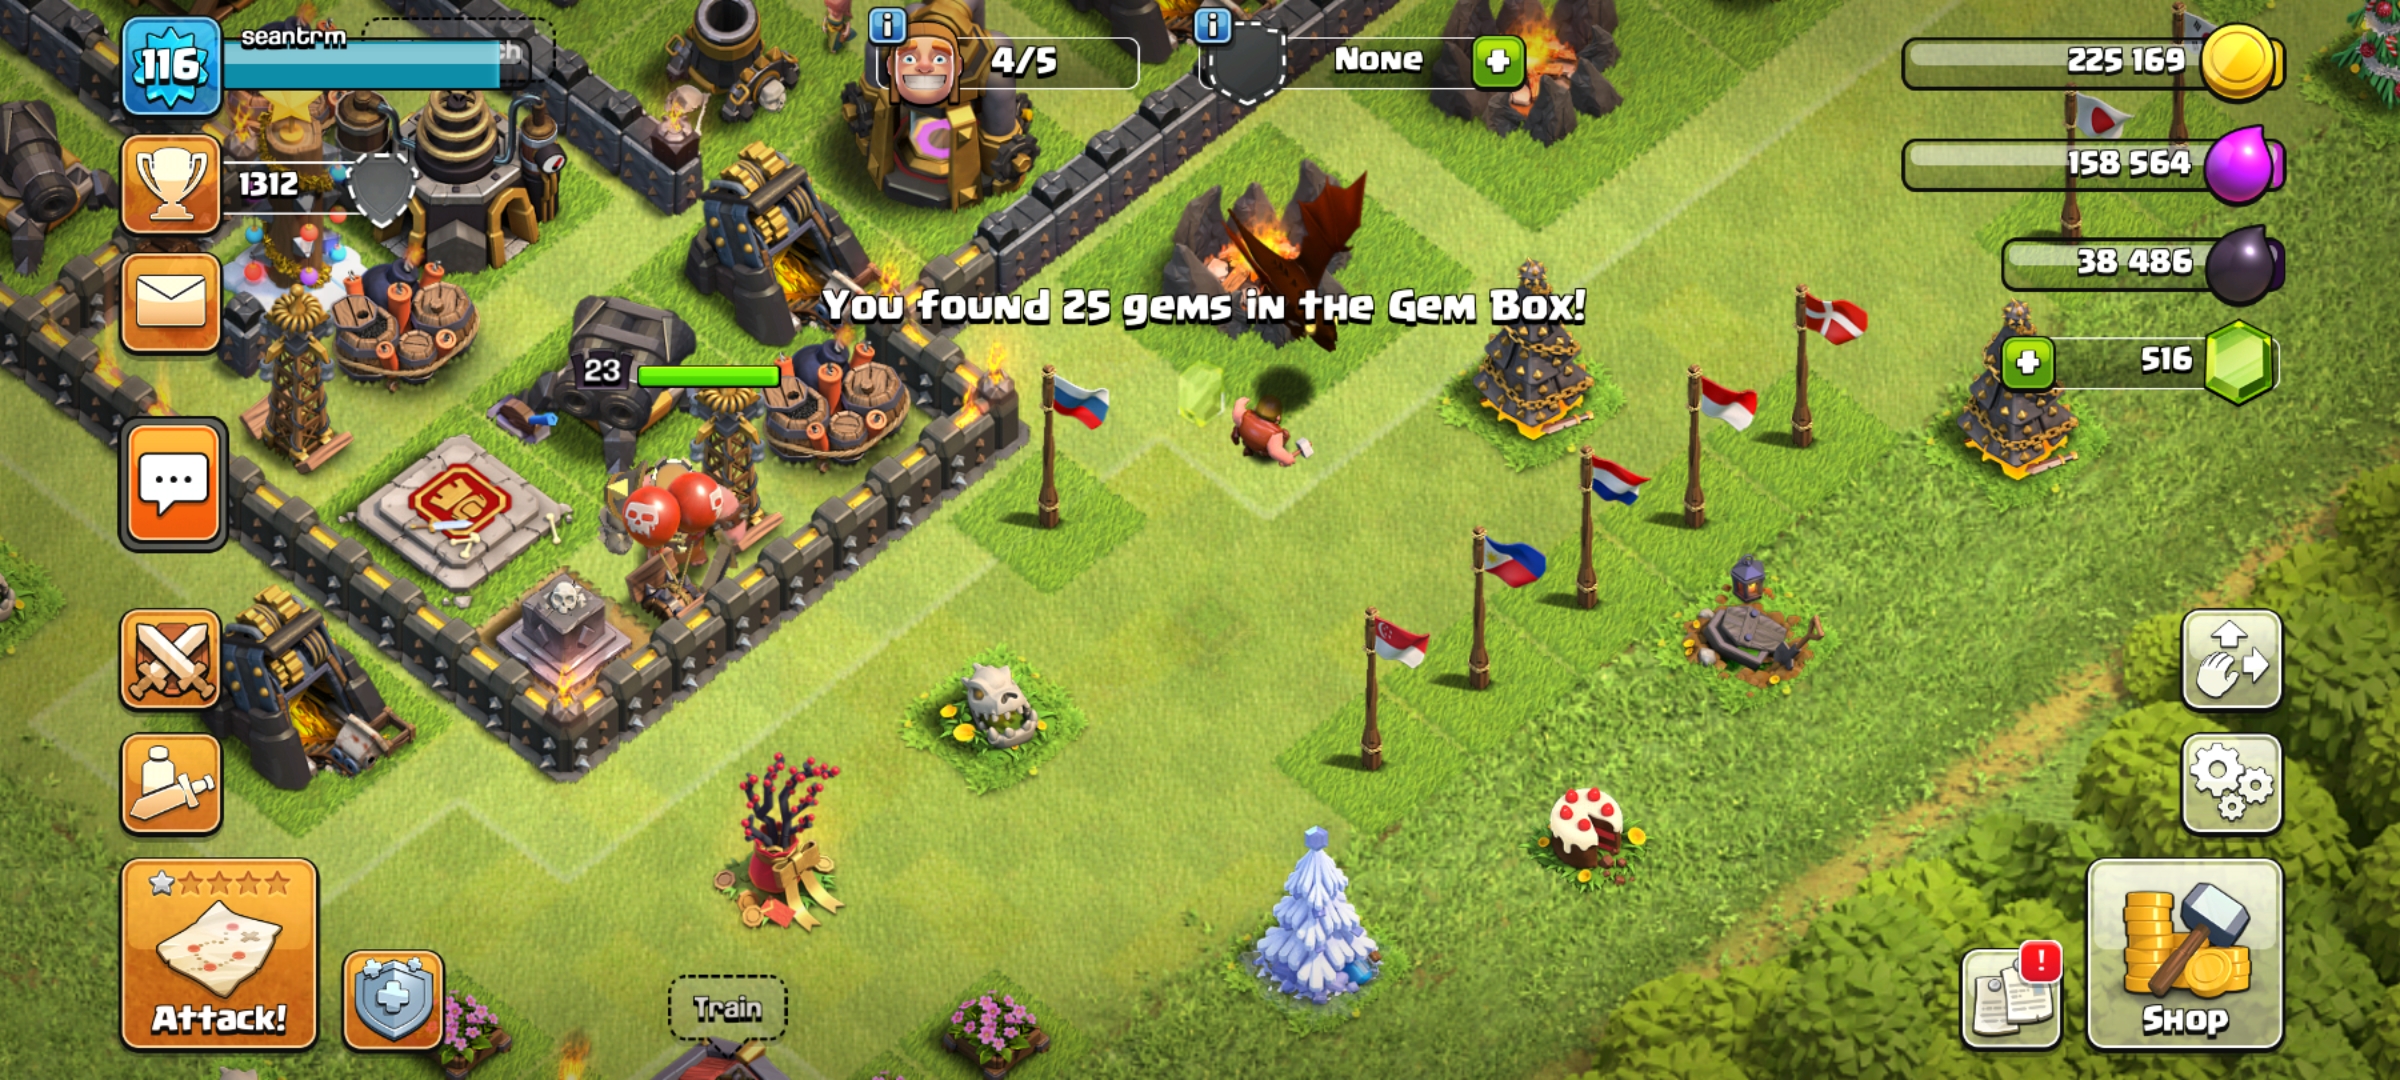 seantrm
116
4/5
None
225 169
1312
158 564
38 486
You found 25 gems in the Gem Box!
516
23
Attack!
Train
Shop